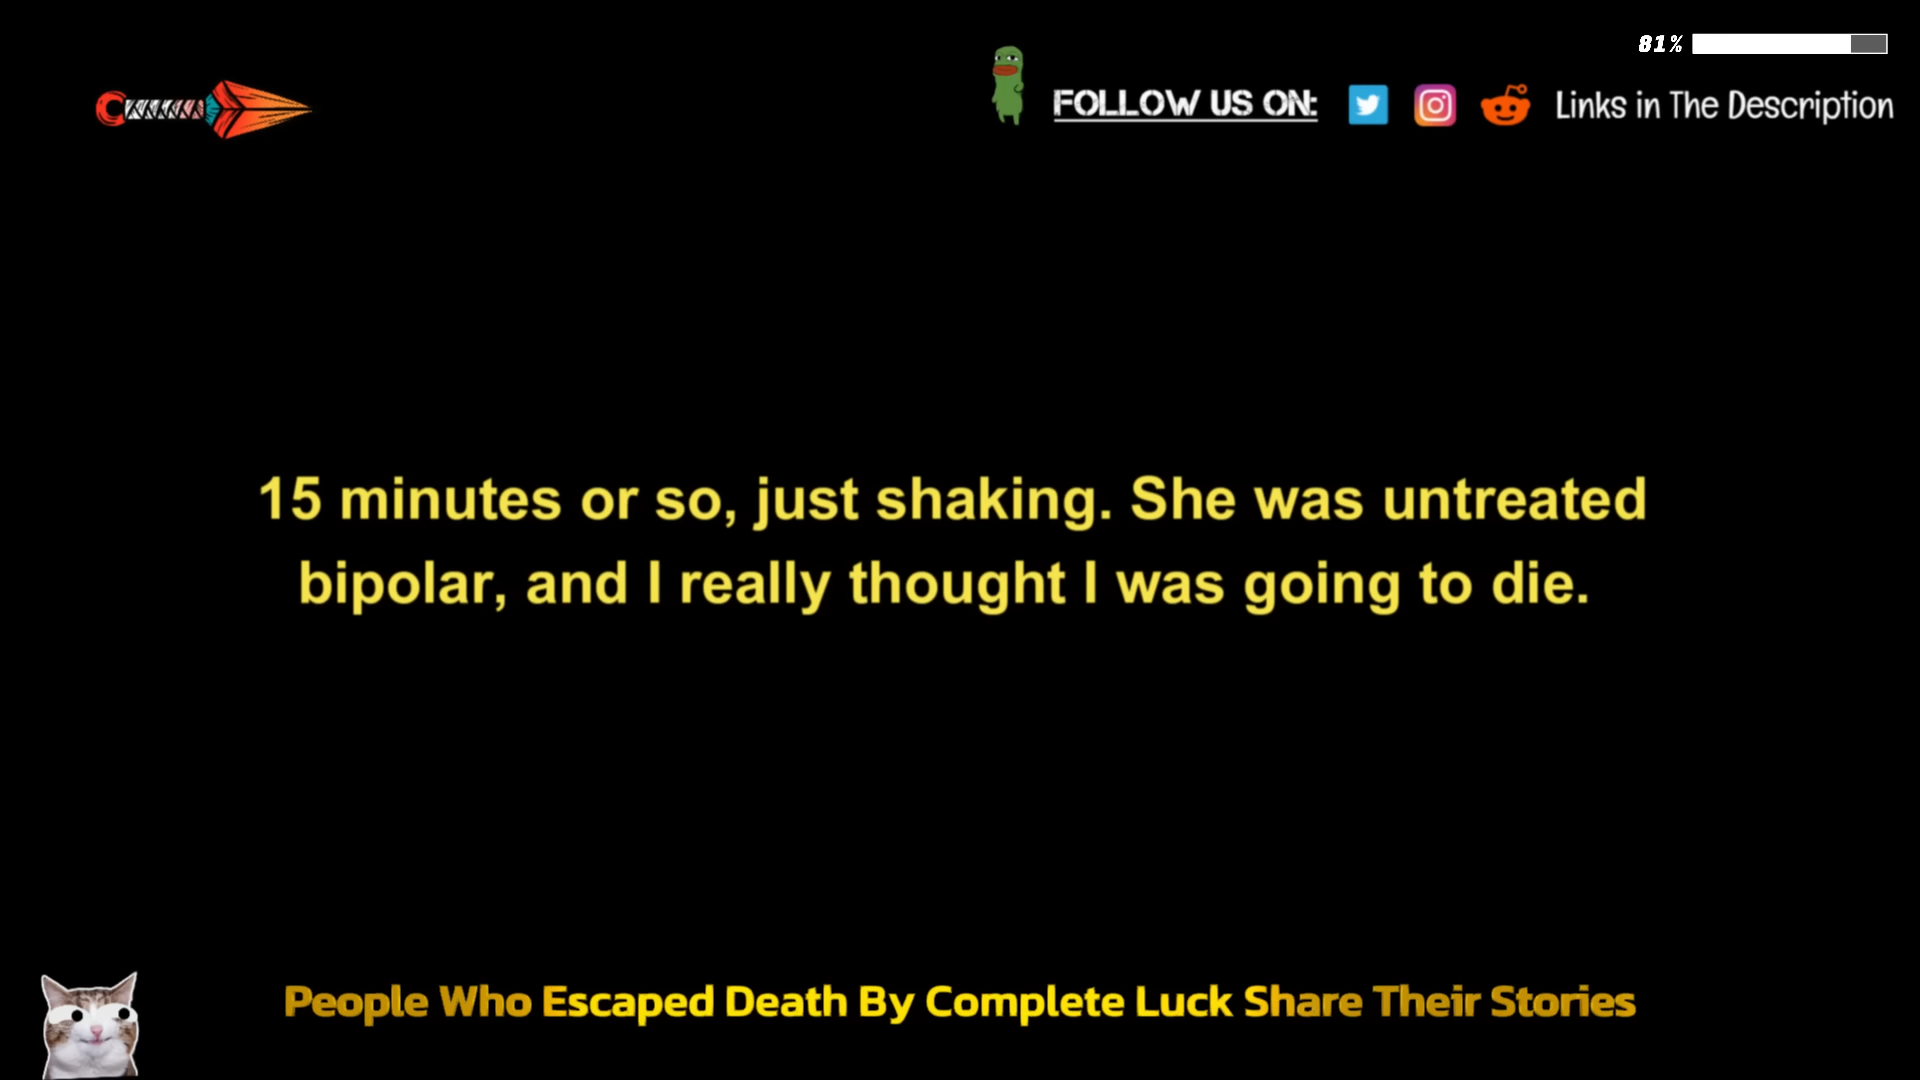 81%
FOLLOW US ON: Links in The Description
15 minutes or so, just shaking. She was untreated
bipolar, and I really thought I was going to die.
People Who Escaped Death By Complete Luck Share Their Stories